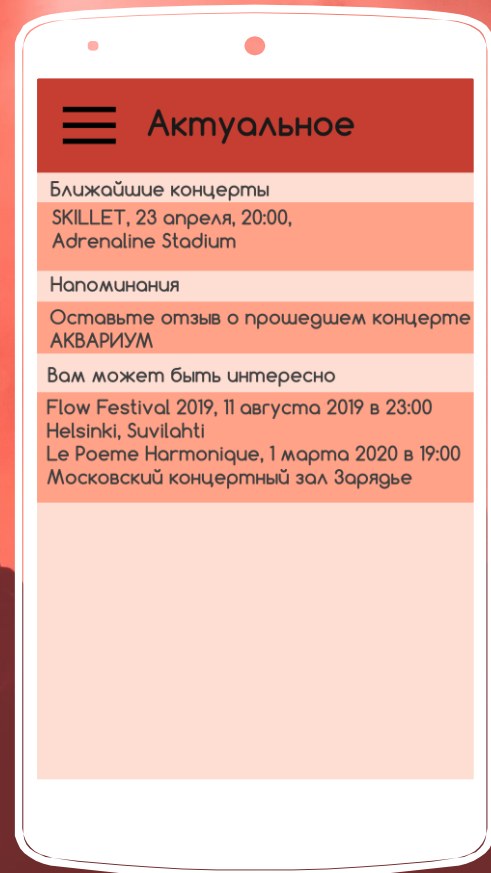 Актуальное
Ближайшие концерты
SKILLET, 23 апреля, 20:00,
Adrenaline Stadium
Напоминания
Оставьте отзыв о прошедшем концерте
АКВАРИУМ
Вам может быть интересно
Flow Festival 2019, 11 августа 2019 в 23:00
Helsinki, Suvilahti
Le Poeme Harmonique, 1 марта 2020 в 19:00
Московский концертный зал Зарядье